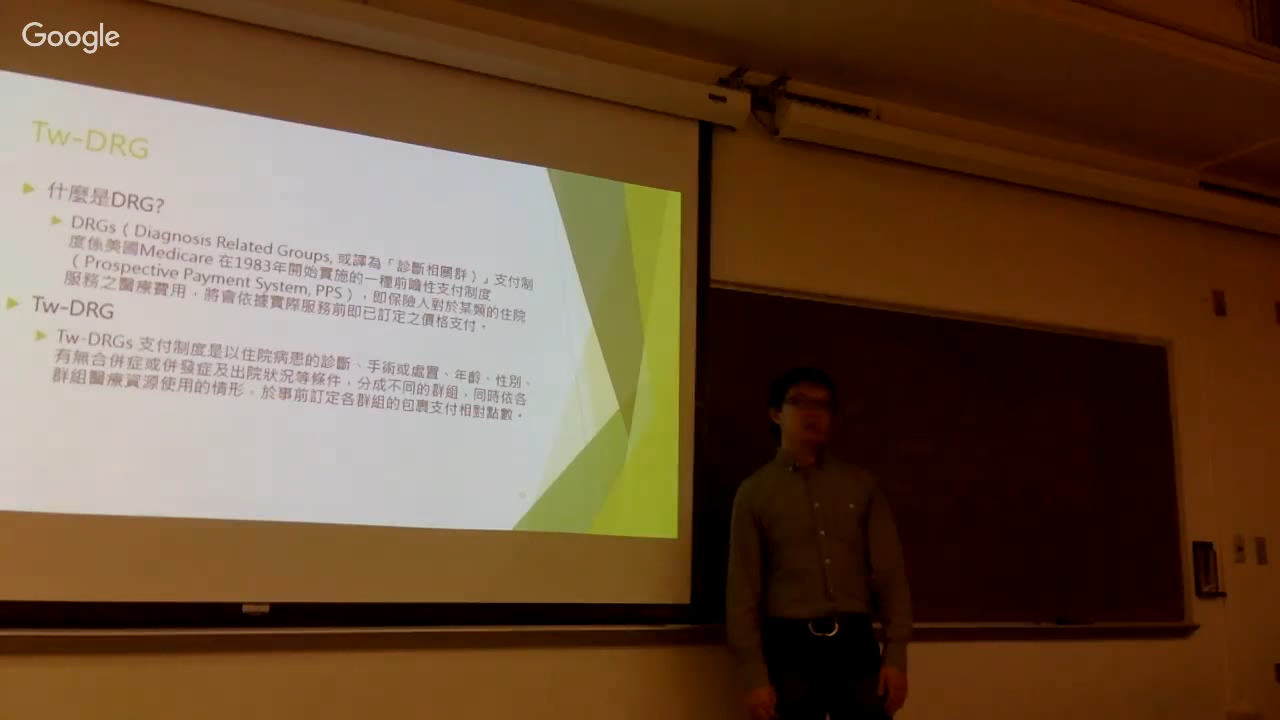 Google
Tw-DRG
什麼是DRG?
DRGs（Diagnosis Related Groups, 或譯為「診斷相關群）」支付制
度係美國Medicare 在1983年開始實施的一種前瞻性支付制度
（Prospective Payment System, PPS），即保險人對於某類的住院
服務之醫療費用，將會依據實際服務前即已訂定之價格支付。
Tw-DRG
Tw-DRGs 支付制度是以住院病患的診斷、手術或處置、年齡、性別、
有無合併症或併發症及出院狀況等條件，分成不同的群組，同時依各
群組醫療資源使用的情形，於事前訂定各群組的包裹支付相對點數。